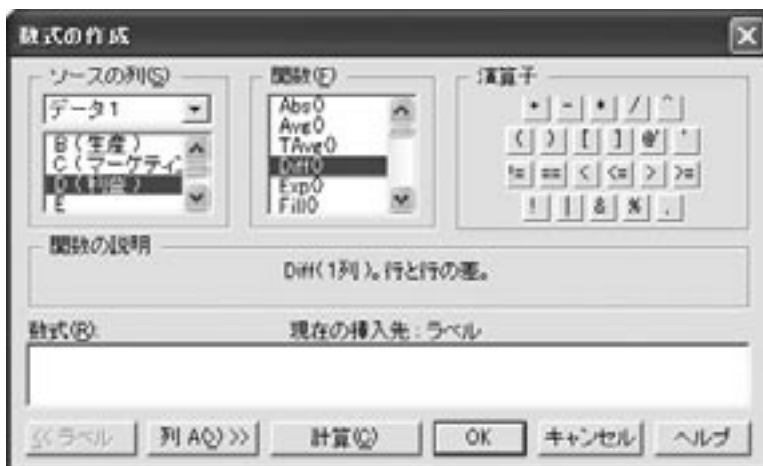 数式の作成
ソースの列(S)
データ1
B(生産)
C(マーケティ
D(利益)
E
関数(F)
Abs()
Avg()
TAvg()
Diff()
Exp()
Fill()
演算子
+ - * / ^
( ) [ ] @' '
!= == < <= > >=
! | & % .
関数の説明
Diff(1列)。行と行の差。
数式(R):
現在の挿入先:ラベル
<<ラベル 列A(J)>> 計算(C) OK キャンセル ヘルプ